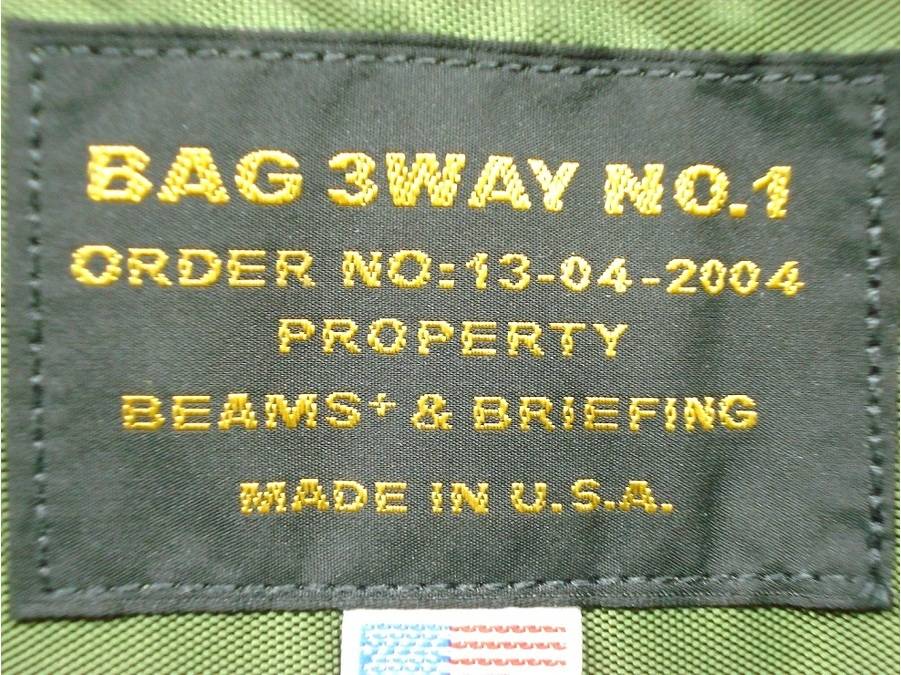 BAG 3WAY NO.1
ORDER NO:13-04-2004
PROPERTY
BEAMS+ & BRIEFING
MADE IN U.S.A.